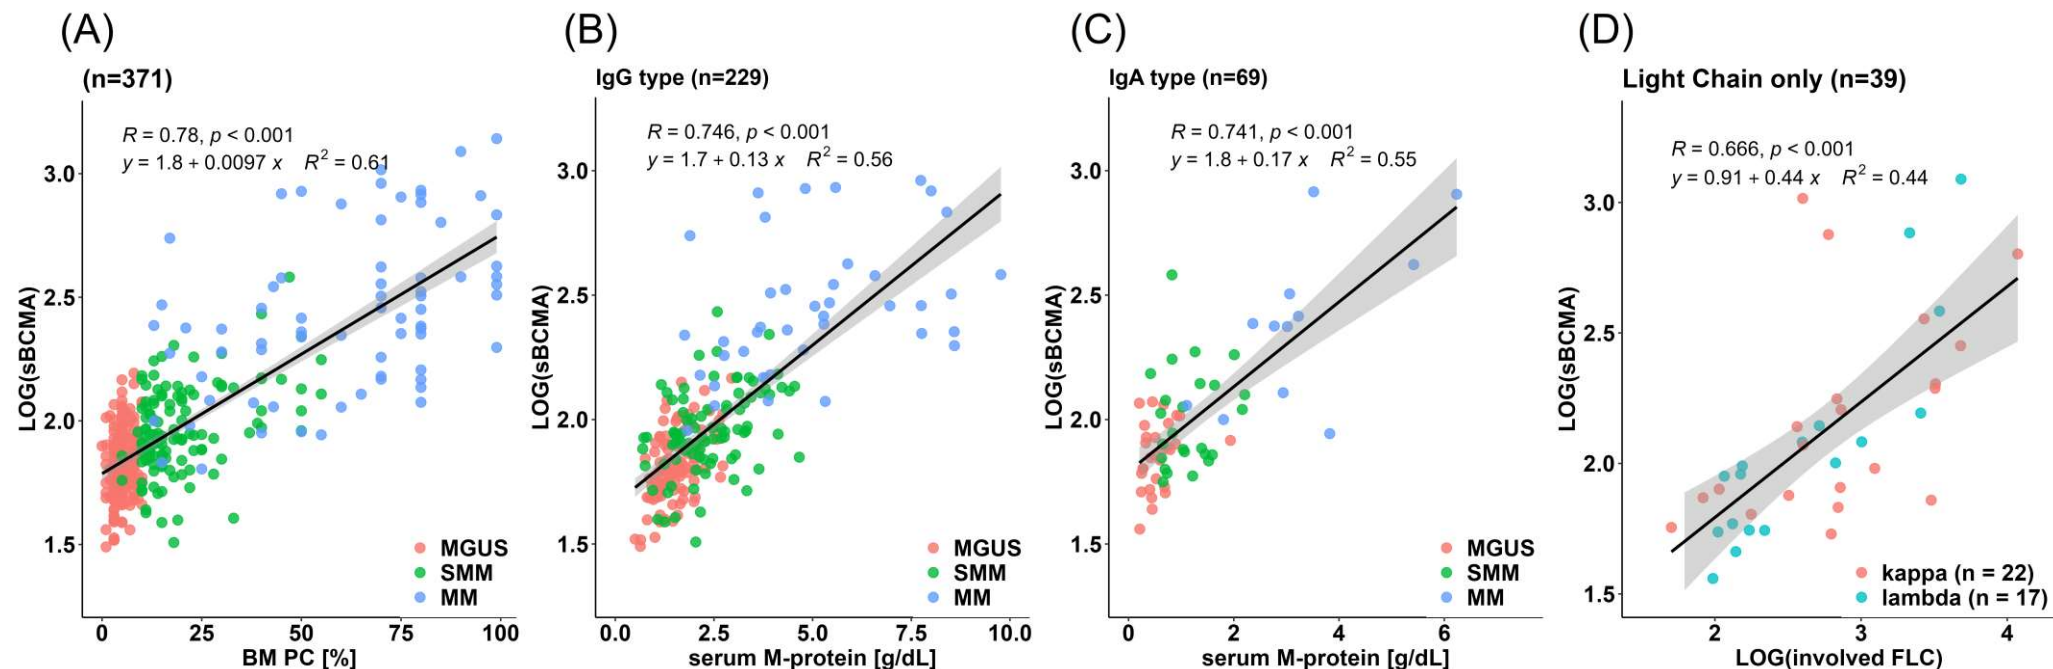 (A)
(n=371)
R = 0.78, p < 0.001
y = 1.8 + 0.0097 x R² = 0.61
LOG(sBCMA)
3.0
2.5
2.0
1.5
MGUS
SMM
MM
0 25 50 75 100
BM PC [%]
(B)
IgG type (n=229)
R = 0.746, p < 0.001
y = 1.7 + 0.13 x R² = 0.56
LOG(sBCMA)
3.0
2.5
2.0
1.5
MGUS
SMM
MM
0.0 2.5 5.0 7.5 10.0
serum M-protein [g/dL]
(C)
IgA type (n=69)
R = 0.741, p < 0.001
y = 1.8 + 0.17 x R² = 0.55
LOG(sBCMA)
3.0
2.5
2.0
1.5
MGUS
SMM
MM
0 2 4 6
serum M-protein [g/dL]
(D)
Light Chain only (n=39)
R = 0.666, p < 0.001
y = 0.91 + 0.44 x R² = 0.44
LOG(sBCMA)
3.0
2.5
2.0
1.5
kappa (n = 22)
lambda (n = 17)
2 3 4
LOG(involved FLC)